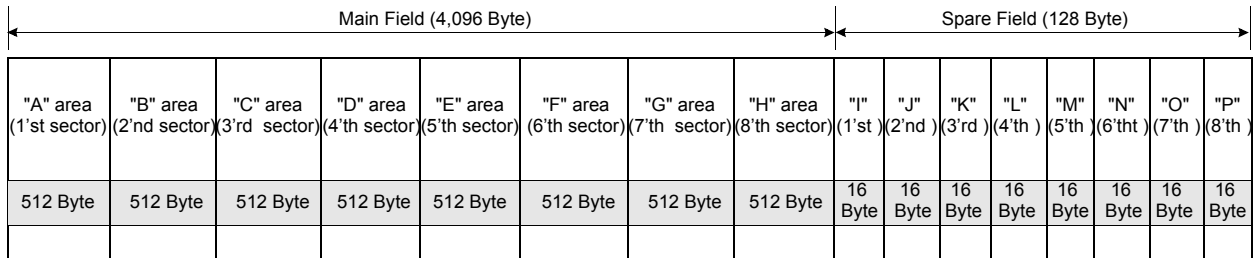 Main Field (4,096 Byte) Spare Field (128 Byte)
"A" area "B" area "C" area "D" area "E" area "F" area "G" area "H" area "I" "J" "K" "L" "M" "N" "O" "P"
(1'st sector) (2'nd sector) (3'rd sector) (4'th sector) (5'th sector) (6'th sector) (7'th sector) (8'th sector) (1'st ) (2'nd ) (3'rd ) (4'th ) (5'th ) (6'tht ) (7'th ) (8'th )
512 Byte 512 Byte 512 Byte 512 Byte 512 Byte 512 Byte 512 Byte 512 Byte 16 Byte 16 Byte 16 Byte 16 Byte 16 Byte 16 Byte 16 Byte 16 Byte